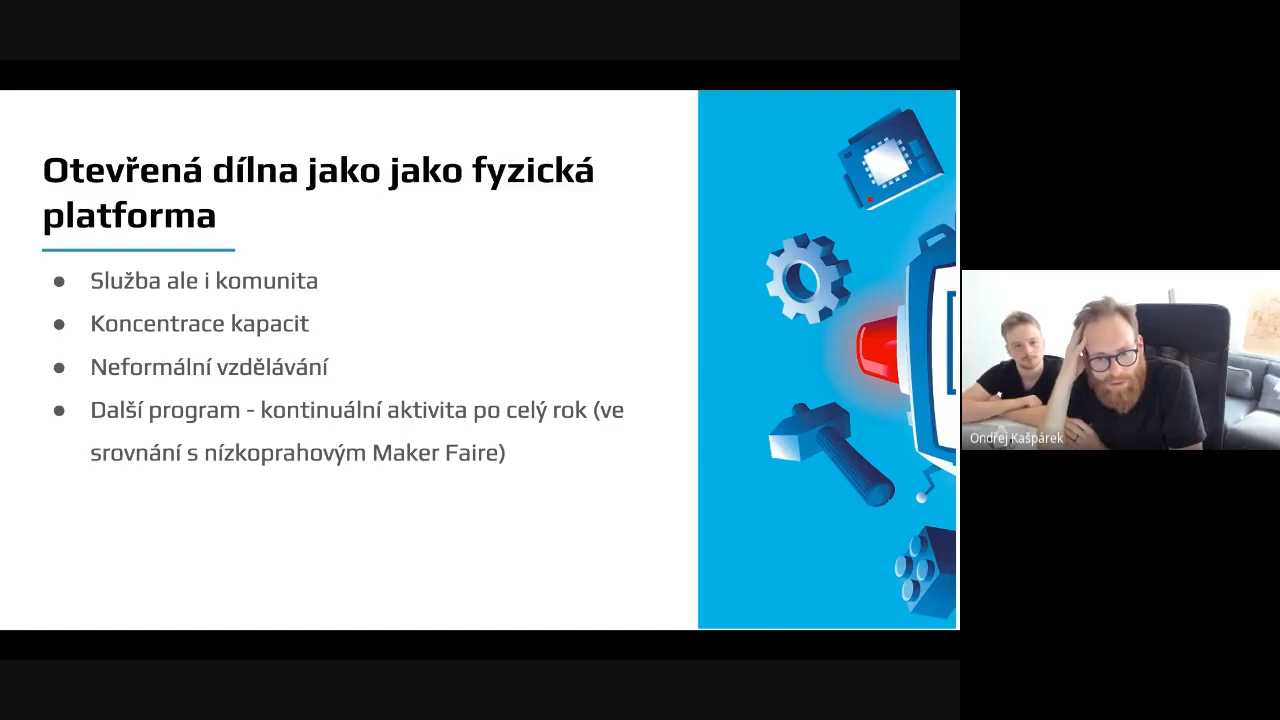 Otevřená dílna jako jako fyzická
platforma
● Služba ale i komunita
● Koncentrace kapacit
● Neformální vzdělávání
● Další program - kontinuální aktivita po celý rok (ve
srovnání s nízkoprahovým Maker Faire)
Ondřej Kašpárek